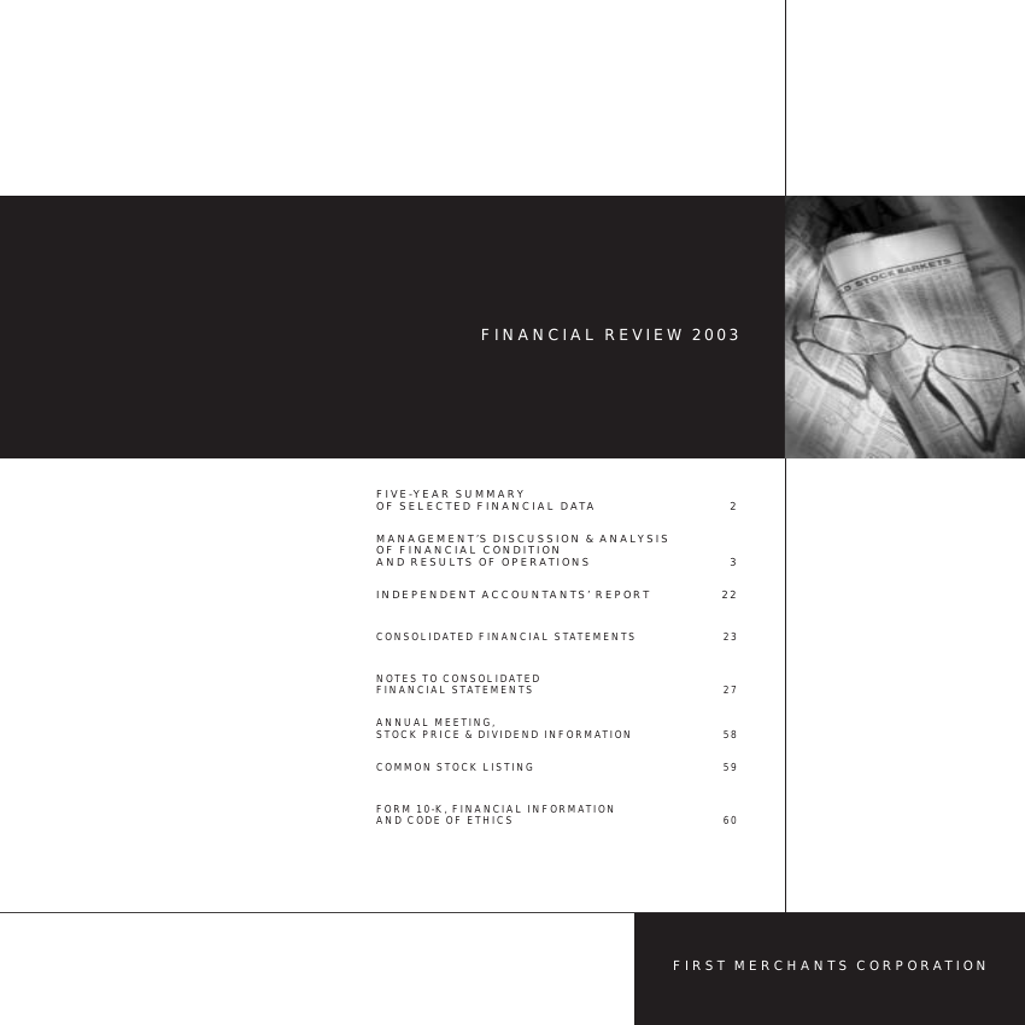 FINANCIAL REVIEW 2003
STOCK MARKETS
FIVE-YEAR SUMMARY
OF SELECTED FINANCIAL DATA 2
MANAGEMENT'S DISCUSSION & ANALYSIS
OF FINANCIAL CONDITION
AND RESULTS OF OPERATIONS 3
INDEPENDENT ACCOUNTANTS' REPORT 22
CONSOLIDATED FINANCIAL STATEMENTS 23
NOTES TO CONSOLIDATED
FINANCIAL STATEMENTS 27
ANNUAL MEETING,
STOCK PRICE & DIVIDEND INFORMATION 58
COMMON STOCK LISTING 59
FORM 10-K, FINANCIAL INFORMATION
AND CODE OF ETHICS 60
FIRST MERCHANTS CORPORATION